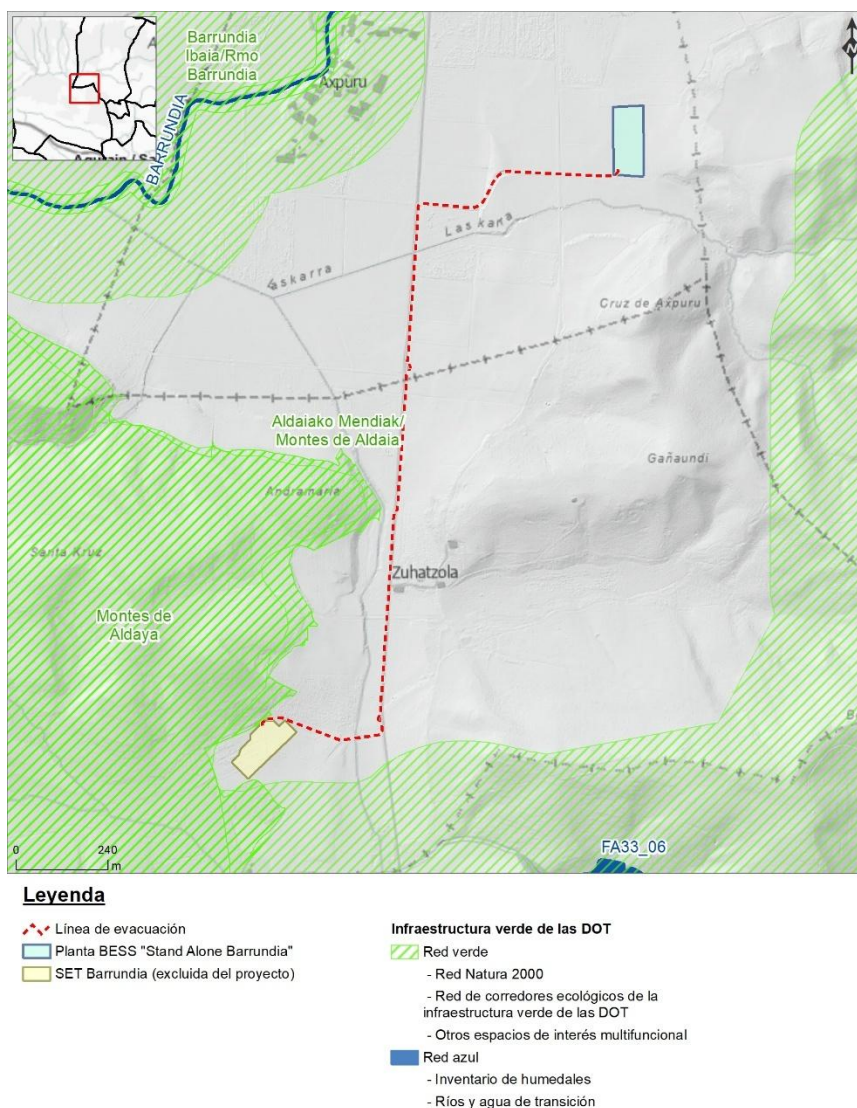 Barrundia
Ibaia/Rmo
Barrundia
Axpuru
N
BARRUNDIA
Laskana
Cruz de Axpuru
Aldaiako Mendiak/
Montes de Aldaia
Gañaundi
Andramaria
Santa Kruz
Zuhatzola
Montes de
Aldaya
0 240
m
FA33_06
Leyenda
Línea de evacuación
Planta BESS "Stand Alone Barrundia"
SET Barrundia (excluida del proyecto)
Infraestructura verde de las DOT
Red verde
- Red Natura 2000
- Red de corredores ecológicos de la
infraestructura verde de las DOT
- Otros espacios de interés multifuncional
Red azul
- Inventario de humedales
- Ríos y agua de transición